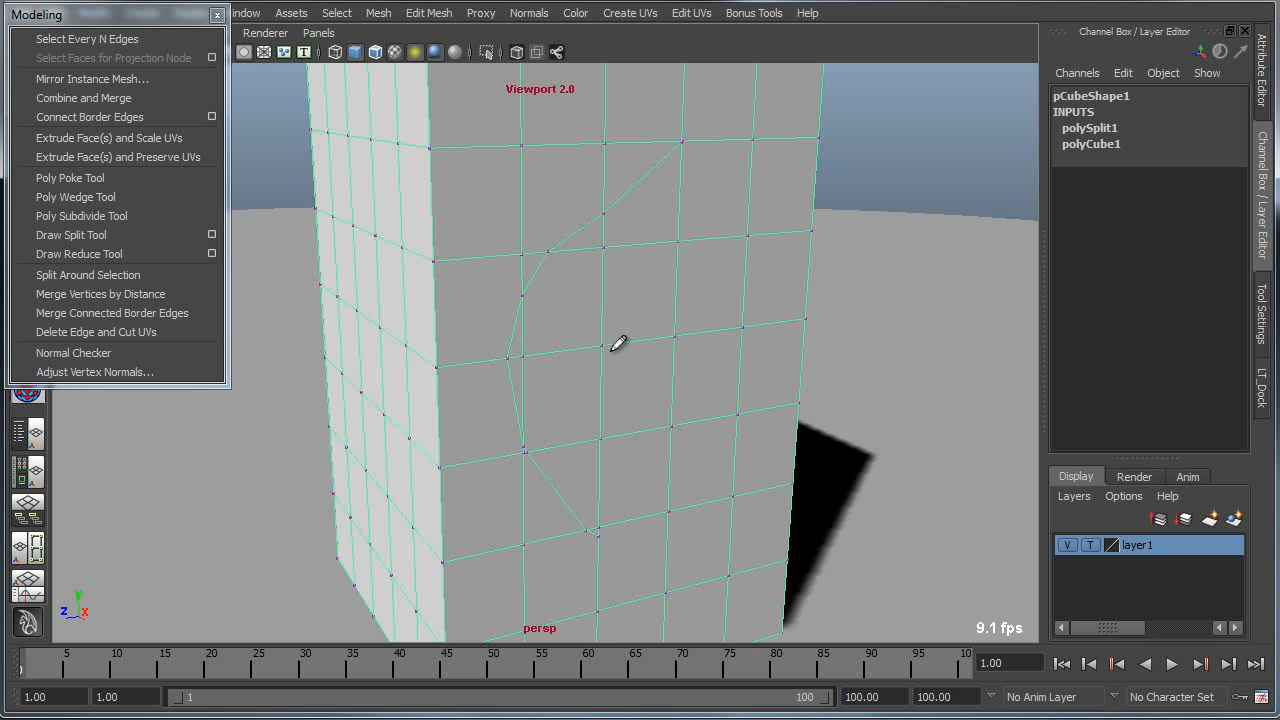 Modeling
indow Assets Select Mesh Edit Mesh Proxy Normals Color Create UVs Edit UVs Bonus Tools Help
Select Every N Edges
Select Faces for Projection Node
Mirror Instance Mesh...
Combine and Merge
Connect Border Edges
Extrude Face(s) and Scale UVs
Extrude Face(s) and Preserve UVs
Poly Poke Tool
Poly Wedge Tool
Poly Subdivide Tool
Draw Split Tool
Draw Reduce Tool
Split Around Selection
Merge Vertices by Distance
Merge Connected Border Edges
Delete Edge and Cut UVs
Normal Checker
Adjust Vertex Normals...
Renderer Panels
T
Viewport 2.0
persp
9.1 fps
y
z x
Channel Box / Layer Editor
Channels Edit Object Show
pCubeShape1
INPUTS
polySplit1
polyCube1
Attribute Editor
Channel Box / Layer Editor
Tool Settings
LT_Dock
Display Render Anim
Layers Options Help
V T layer1
5 10 15 20 25 30 35 40 45 50 55 60 65 70 75 80 85 90 95 10
1.00
1.00 1.00 1 100 100.00 100.00 No Anim Layer No Character Set